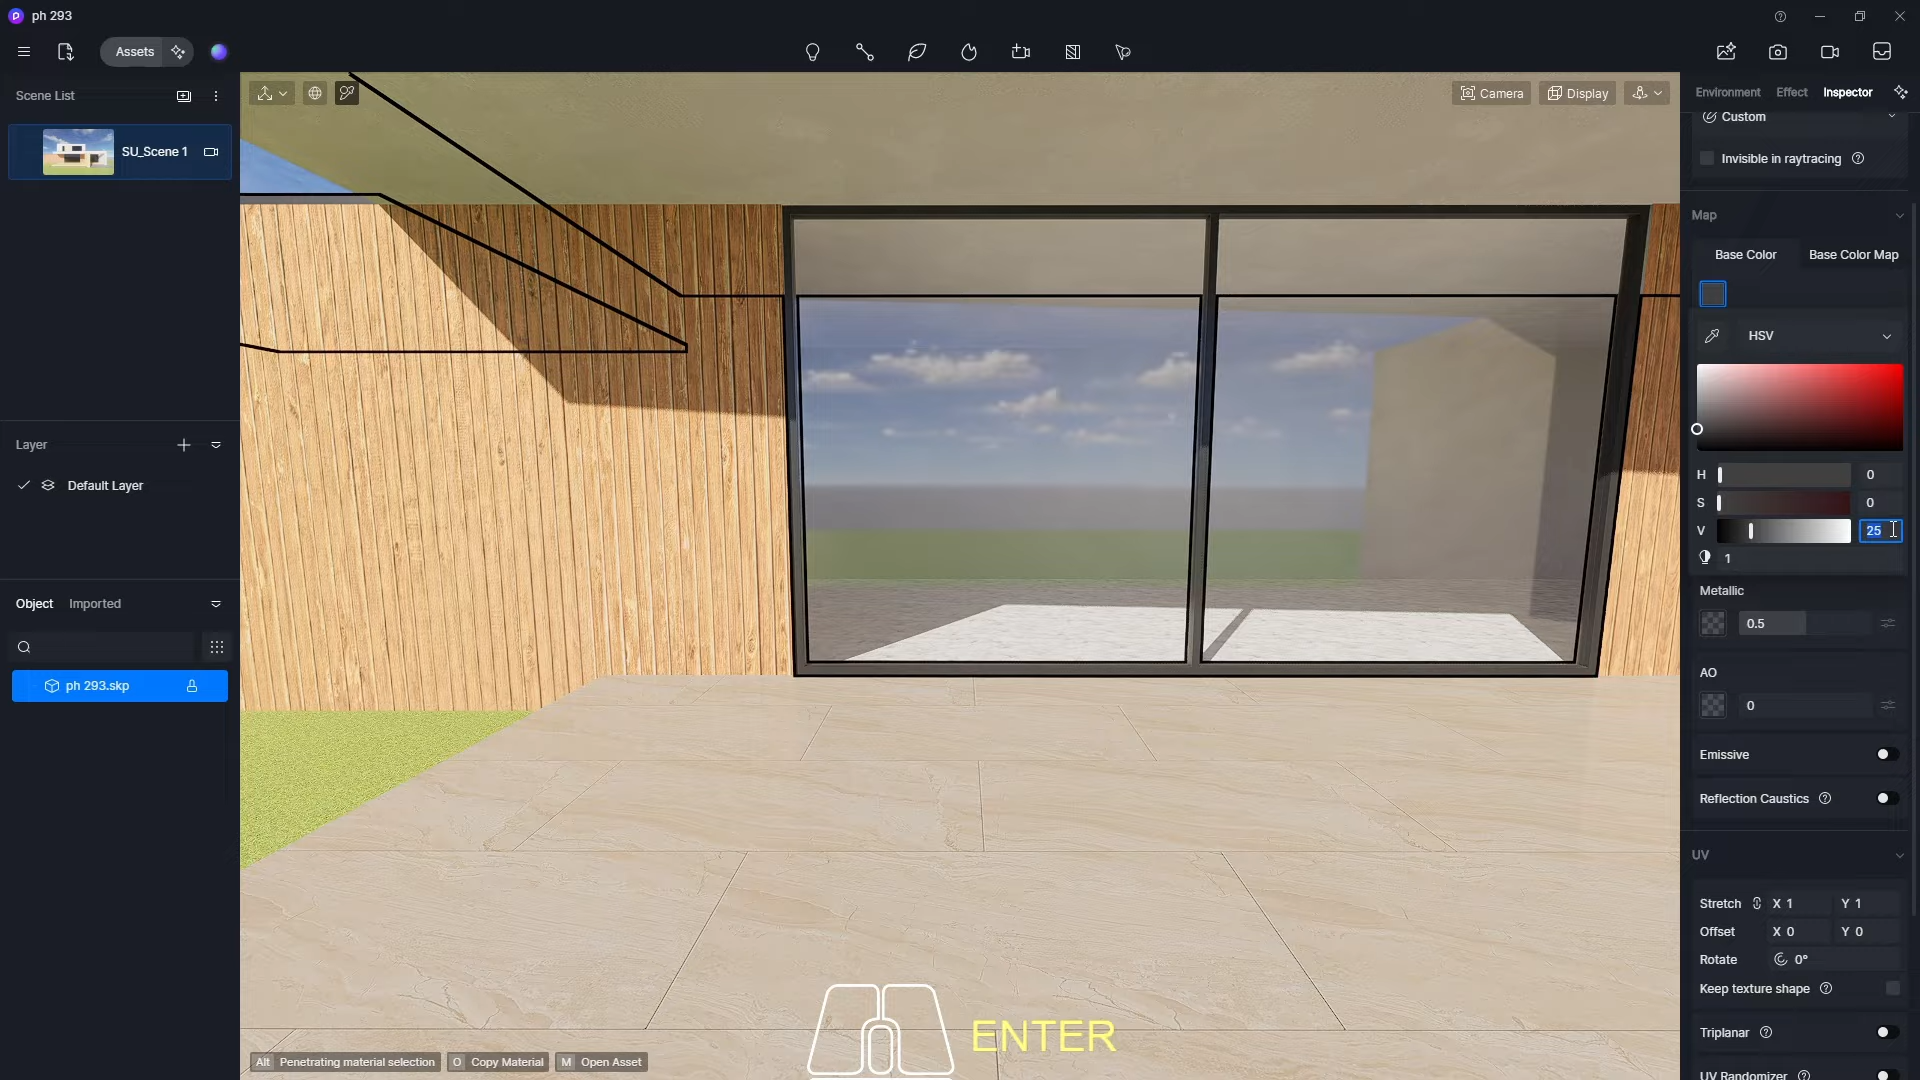 ph 293
Assets
Scene List
SU_Scene 1
Layer
Default Layer
Object
Imported
ph 293.skp
Camera
Display
Alt
Penetrating material selection
O
Copy Material
M
Open Asset
ENTER
Environment
Effect
Inspector
Custom
Invisible in raytracing
Map
Base Color
Base Color Map
HSV
H 0
S 0
V 25
1
Metallic
0.5
AO
0
Emissive
Reflection Caustics
UV
Stretch X 1 Y 1
Offset X 0 Y 0
Rotate 0°
Keep texture shape
Triplanar
UV Randomizer